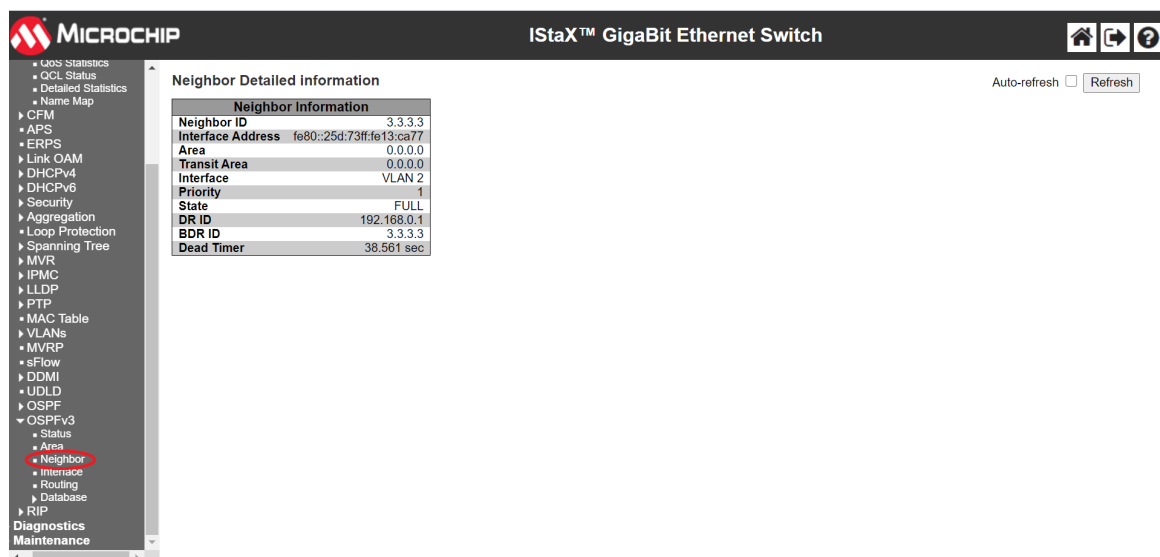 MICROCHIP
IStaX™ GigaBit Ethernet Switch
QoS Statistics
QCL Status
Detailed Statistics
Name Map
CFM
APS
ERPS
Link OAM
DHCPv4
DHCPv6
Security
Aggregation
Loop Protection
Spanning Tree
MVR
IPMC
LLDP
PTP
MAC Table
VLANs
MVRP
sFlow
DDMI
UDLD
OSPF
OSPFv3
Status
Area
Neighbor
Interface
Routing
Database
RIP
Diagnostics
Maintenance
Neighbor Detailed information
Auto-refresh Refresh
Neighbor Information
Neighbor ID 3.3.3.3
Interface Address fe80::25d:73ff:fe13:ca77
Area 0.0.0.0
Transit Area 0.0.0.0
Interface VLAN 2
Priority 1
State FULL
DR ID 192.168.0.1
BDR ID 3.3.3.3
Dead Timer 38.561 sec